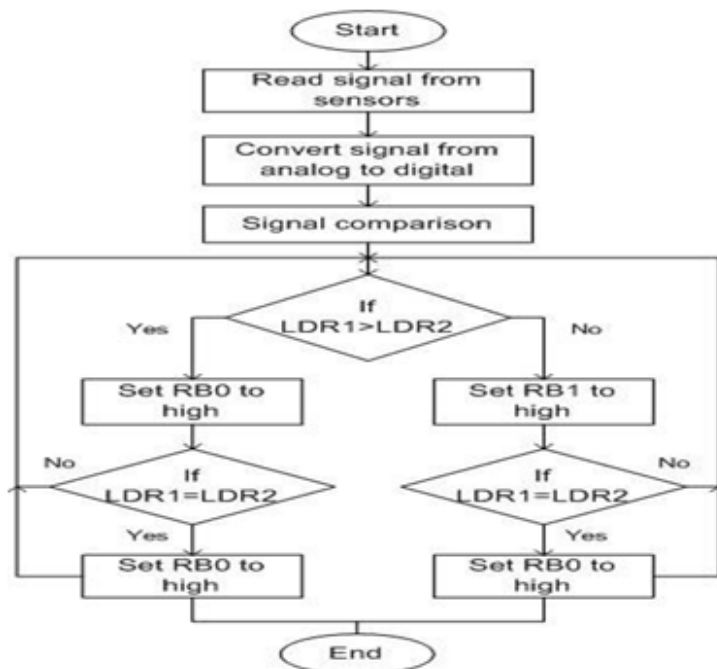 Start
Read signal from
sensors
Convert signal from
analog to digital
Signal comparison
If
LDR1>LDR2
Yes
No
Set RB0 to
high
Set RB1 to
high
No
If
LDR1=LDR2
If
LDR1=LDR2
No
Yes
Yes
Set RB0 to
high
Set RB0 to
high
End